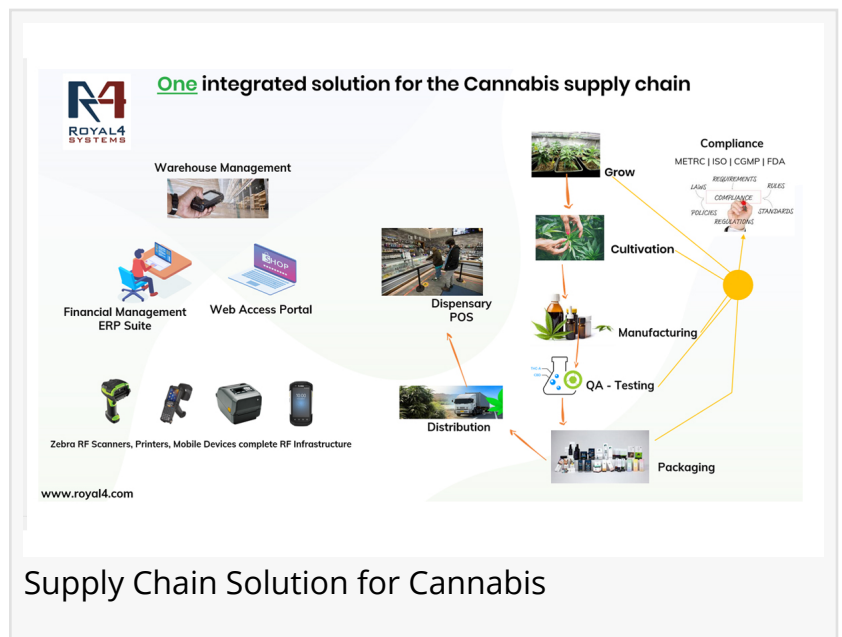 One integrated solution for the Cannabis supply chain
R4
ROYAL4
SYSTEMS
Warehouse Management
Financial Management
ERP Suite
SHOP
Web Access Portal
Zebra RF Scanners, Printers, Mobile Devices complete RF Infrastructure
www.royal4.com
Grow
Cultivation
Manufacturing
QA - Testing
Packaging
Distribution
Dispensary
POS
Compliance
METRC | ISO | CGMP | FDA
REQUIREMENTS
LAWS
RULES
COMPLIANCE
POLICIES
STANDARDS
REGULATIONS
Supply Chain Solution for Cannabis